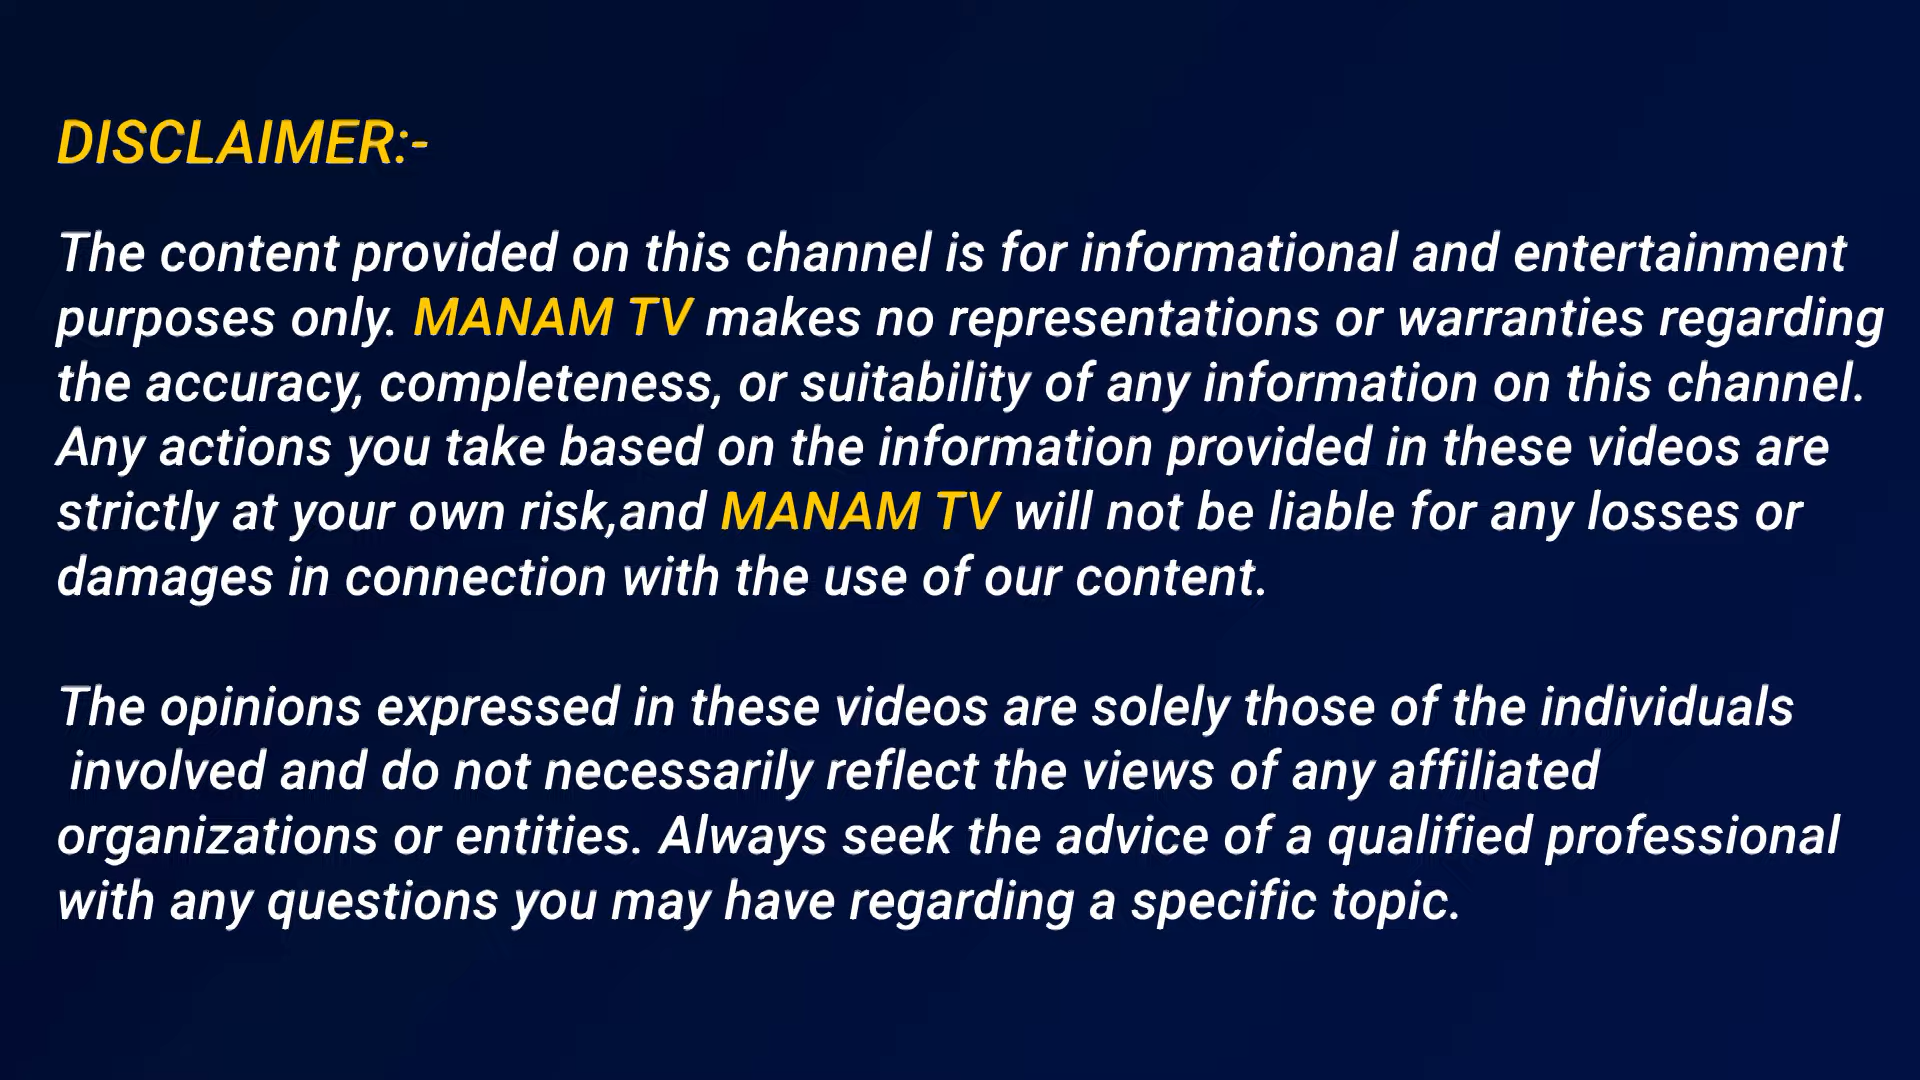 DISCLAIMER:-
The content provided on this channel is for informational and entertainment
purposes only. MANAM TV makes no representations or warranties regarding
the accuracy, completeness, or suitability of any information on this channel.
Any actions you take based on the information provided in these videos are
strictly at your own risk,and MANAM TV will not be liable for any losses or
damages in connection with the use of our content.
The opinions expressed in these videos are solely those of the individuals
involved and do not necessarily reflect the views of any affiliated
organizations or entities. Always seek the advice of a qualified professional
with any questions you may have regarding a specific topic.